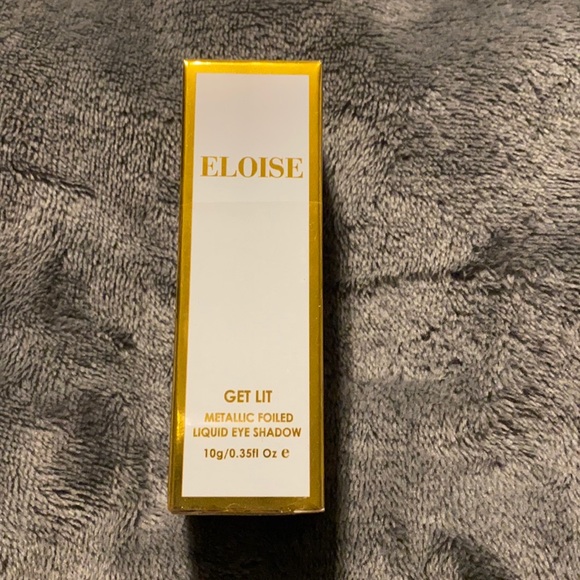 ELOISE
GET LIT
METALLIC FOILED
LIQUID EYE SHADOW
10g/0.35fl Oz ℮